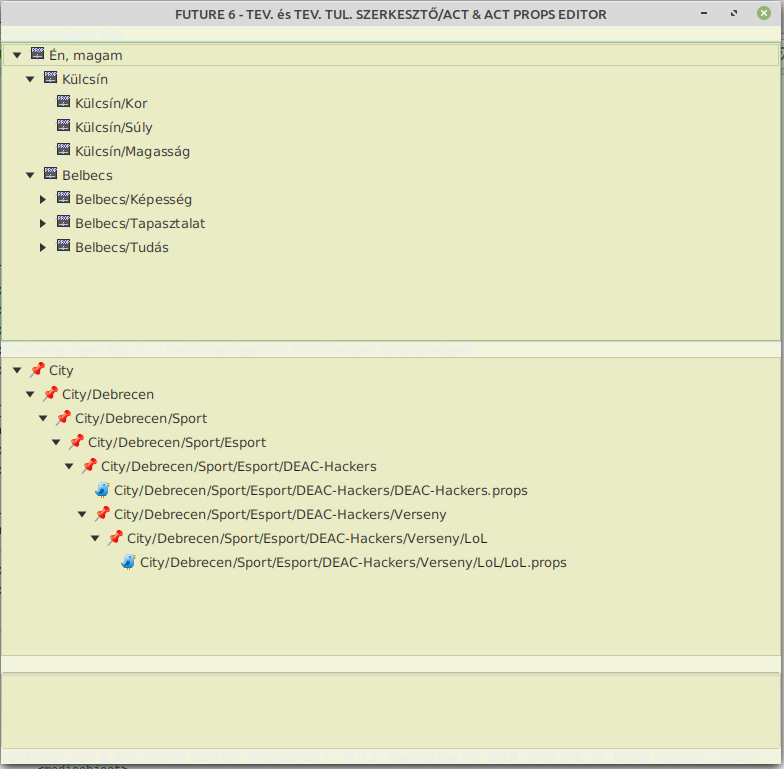 FUTURE 6 - TEV. és TEV. TUL. SZERKESZTŐ/ACT & ACT PROPS EDITOR
Én, magam
Külcsín
Külcsín/Kor
Külcsín/Súly
Külcsín/Magasság
Belbecs
Belbecs/Képesség
Belbecs/Tapasztalat
Belbecs/Tudás
City
City/Debrecen
City/Debrecen/Sport
City/Debrecen/Sport/Esport
City/Debrecen/Sport/Esport/DEAC-Hackers
City/Debrecen/Sport/Esport/DEAC-Hackers/DEAC-Hackers.props
City/Debrecen/Sport/Esport/DEAC-Hackers/Verseny
City/Debrecen/Sport/Esport/DEAC-Hackers/Verseny/LoL
City/Debrecen/Sport/Esport/DEAC-Hackers/Verseny/LoL/LoL.props